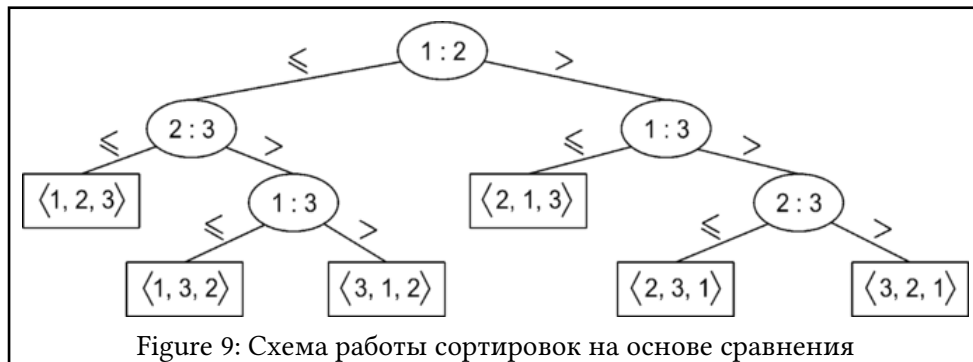 1 : 2
⩽ >
2 : 3 1 : 3
⩽ > ⩽ >
⟨1, 2, 3⟩ 1 : 3 ⟨2, 1, 3⟩ 2 : 3
⩽ > ⩽ >
⟨1, 3, 2⟩ ⟨3, 1, 2⟩ ⟨2, 3, 1⟩ ⟨3, 2, 1⟩
Figure 9: Схема работы сортировок на основе сравнения